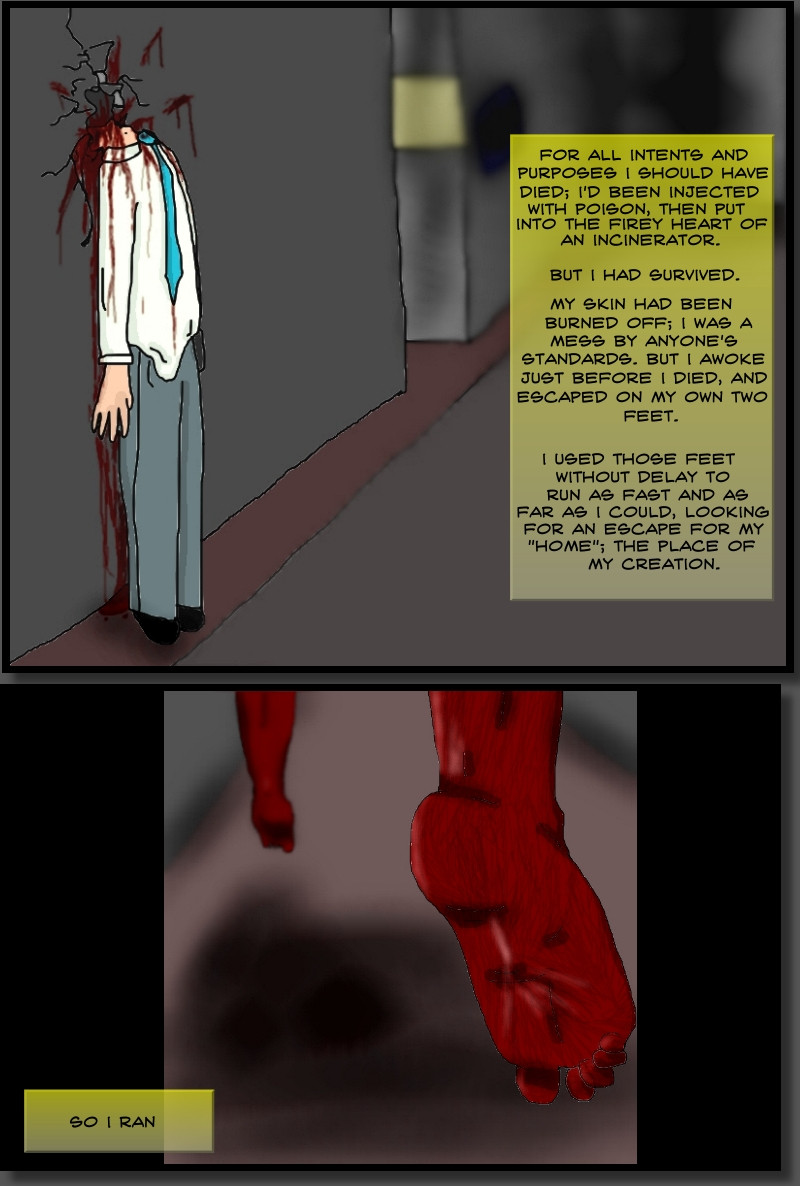 FOR ALL INTENTS AND
PURPOSES I SHOULD HAVE
DIED; I'D BEEN INJECTED
WITH POISON, THEN PUT
INTO THE FIREY HEART OF
AN INCINERATOR.
BUT I HAD SURVIVED.
MY SKIN HAD BEEN
BURNED OFF; I WAS A
MESS BY ANYONE'S
STANDARDS. BUT I AWOKE
JUST BEFORE I DIED, AND
ESCAPED ON MY OWN TWO
FEET.
I USED THOSE FEET
WITHOUT DELAY TO
RUN AS FAST AND AS
FAR AS I COULD, LOOKING
FOR AN ESCAPE FOR MY
"HOME"; THE PLACE OF
MY CREATION.
SO I RAN